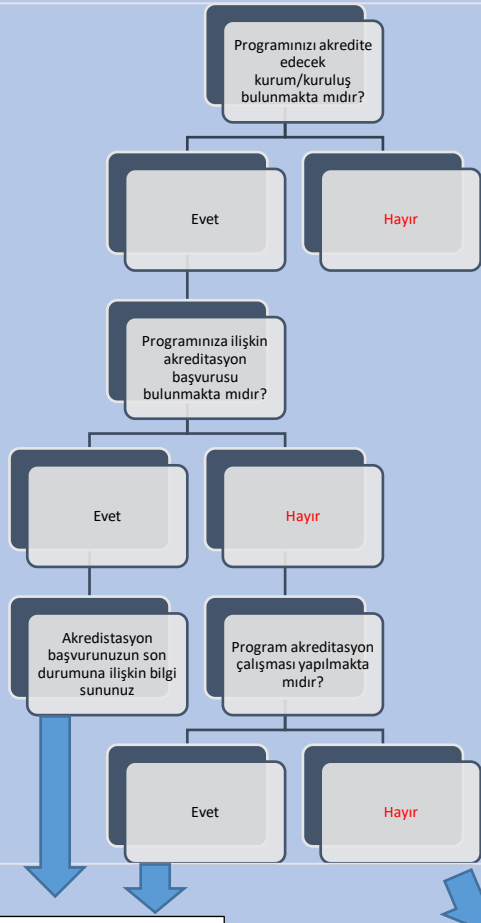 Programınızı akredite
edecek
kurum/kuruluş
bulunmakta mıdır?
Evet
Hayır
Programınıza ilişkin
akreditasyon
başvurusu
bulunmakta mıdır?
Evet
Hayır
Akredistasyon
başvurunuzun son
durumuna ilişkin bilgi
sununuz
Program akreditasyon
çalışması yapılmakta
mıdır?
Evet
Hayır